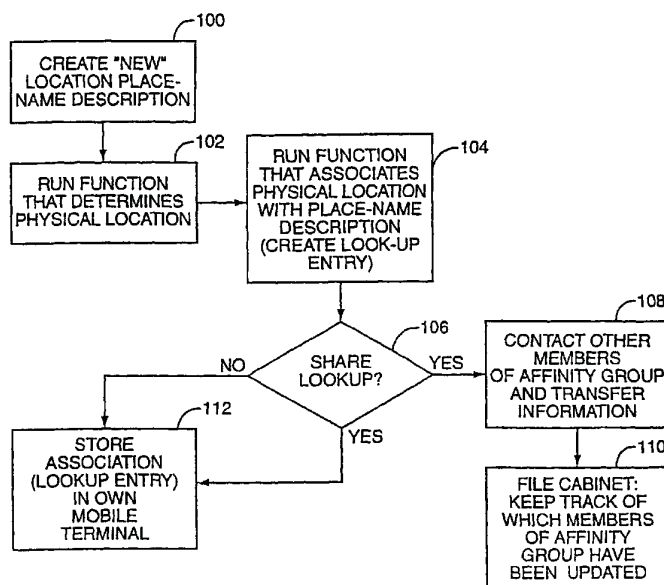 100
CREATE "NEW"
LOCATION PLACE-
NAME DESCRIPTION
102
RUN FUNCTION
THAT DETERMINES
PHYSICAL LOCATION
104
RUN FUNCTION
THAT ASSOCIATES
PHYSICAL LOCATION
WITH PLACE-NAME
DESCRIPTION
(CREATE LOOK-UP
ENTRY)
106
SHARE
LOOKUP?
NO
YES
YES
108
CONTACT OTHER
MEMBERS
OF AFFINITY GROUP
AND TRANSFER
INFORMATION
110
FILE CABINET:
KEEP TRACK OF
WHICH MEMBERS
OF AFFINITY
GROUP HAVE
BEEN UPDATED
112
STORE
ASSOCIATION
(LOOKUP ENTRY)
IN OWN
MOBILE
TERMINAL